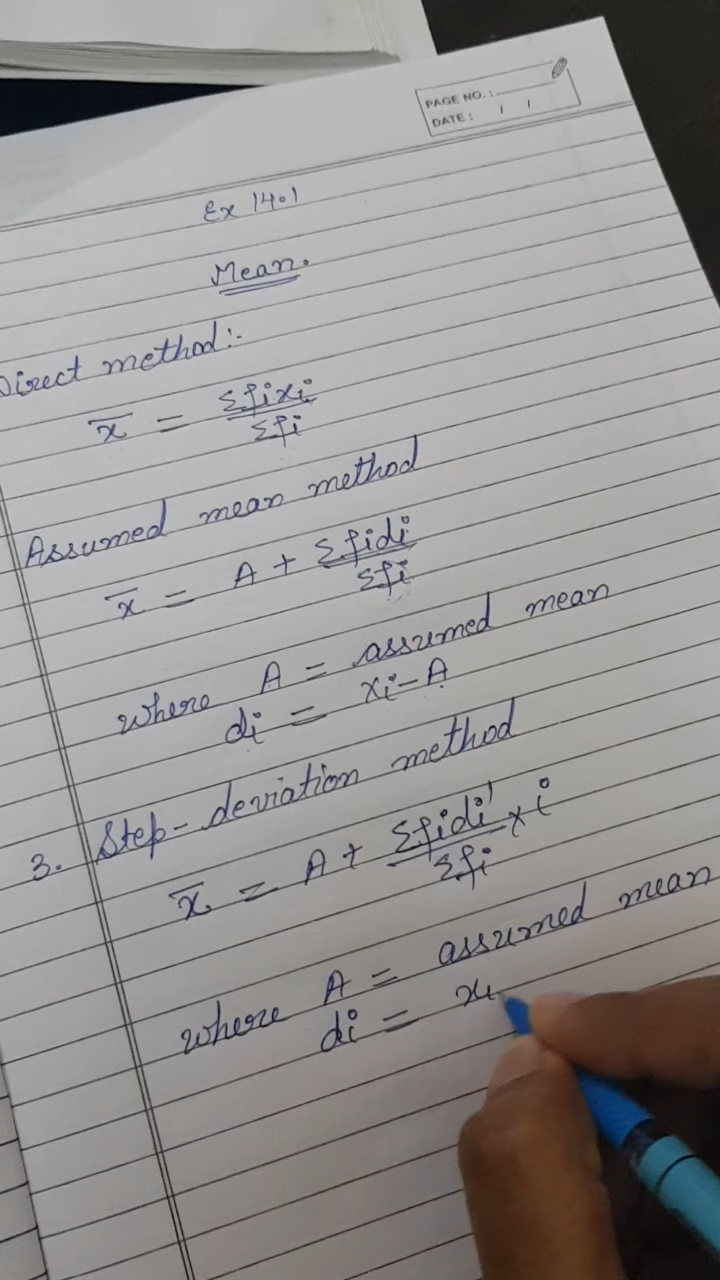 PAGE NO.:
DATE: / /
Ex 14.1
Mean.
Direct method:-
x̄ = Σfixi / Σfi
Assumed mean method
x̄ = A + Σfidi / Σfi
where A = assumed mean
di = xi - A
3. Step-deviation method
x̄ = A + Σfidi' / Σfi × i
where A = assumed mean
di = xi